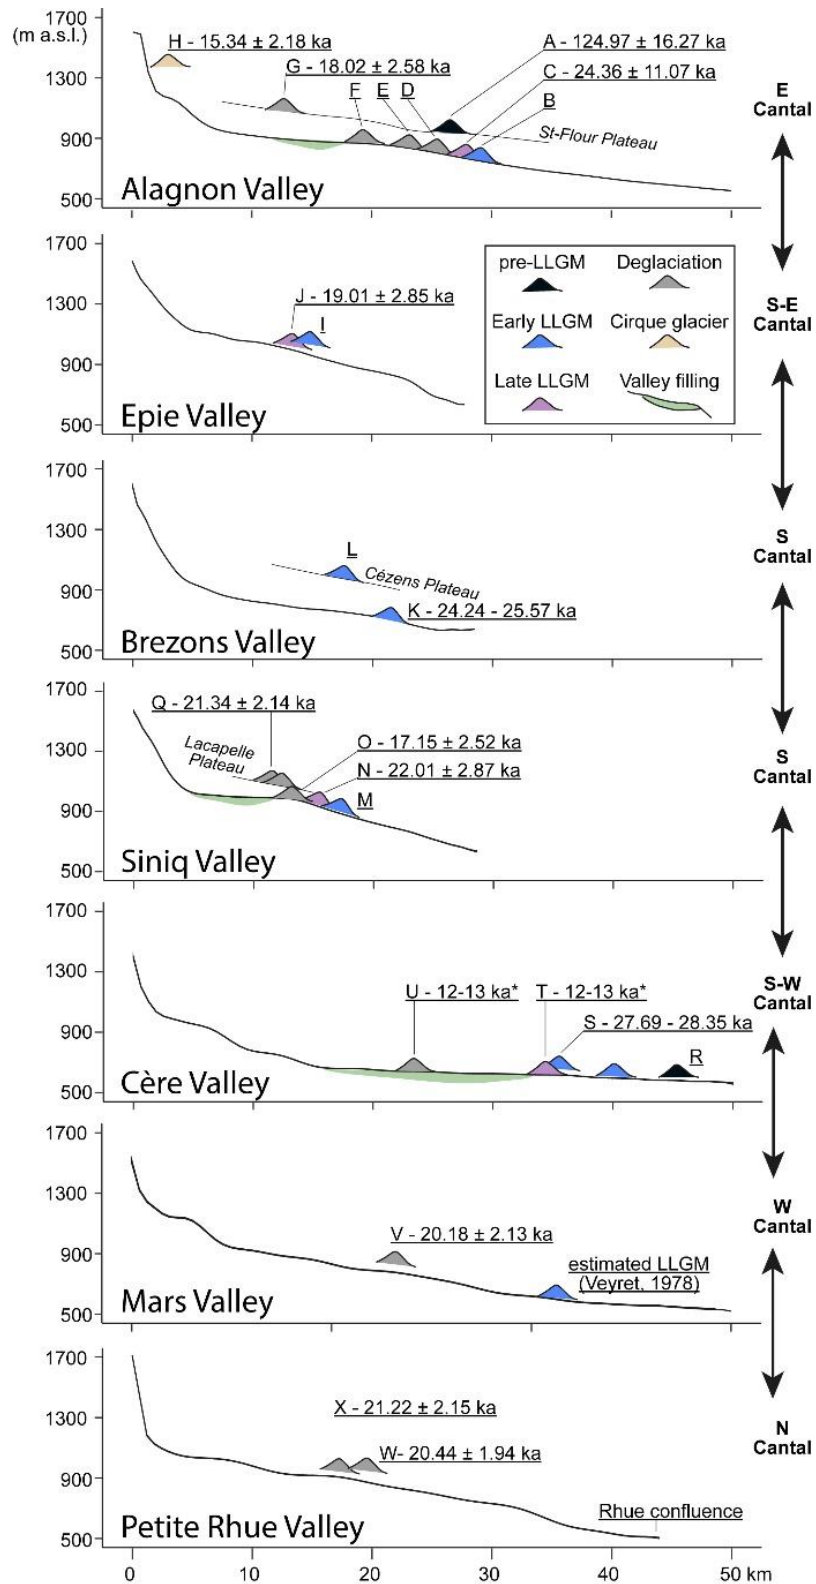 1700
(m a.s.l.)
1300
900
500
H - 15.34 ± 2.18 ka
G - 18.02 ± 2.58 ka
F
E
D
A - 124.97 ± 16.27 ka
C - 24.36 ± 11.07 ka
B
St-Flour Plateau
Alagnon Valley
E
Cantal
1700
1300
900
500
J - 19.01 ± 2.85 ka
I
Epie Valley
pre-LLGM
Deglaciation
Early LLGM
Cirque glacier
Late LLGM
Valley filling
S-E
Cantal
1700
1300
900
500
L
Cézens Plateau
K - 24.24 - 25.57 ka
Brezons Valley
S
Cantal
1700
1300
900
500
Q - 21.34 ± 2.14 ka
Lacapelle
Plateau
O - 17.15 ± 2.52 ka
N - 22.01 ± 2.87 ka
M
Siniq Valley
S
Cantal
1700
1300
900
500
U - 12-13 ka*
T - 12-13 ka*
S - 27.69 - 28.35 ka
R
Cère Valley
S-W
Cantal
1700
1300
900
500
V - 20.18 ± 2.13 ka
estimated LLGM
(Veyret, 1978)
Mars Valley
W
Cantal
1700
1300
900
500
X - 21.22 ± 2.15 ka
W- 20.44 ± 1.94 ka
Rhue confluence
Petite Rhue Valley
N
Cantal
0 10 20 30 40 50 km